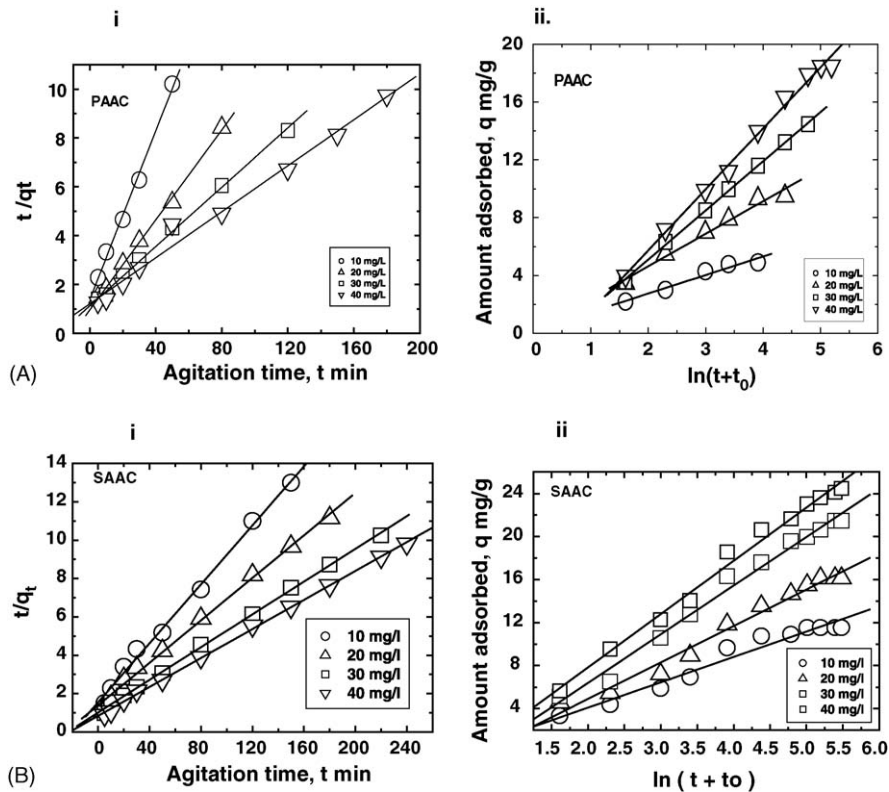 i
PAAC
t /qt
10
8
6
4
2
0
0 40 80 120 160 200
Agitation time, t min
10 mg/L
20 mg/L
30 mg/L
40 mg/L
(A)
ii.
PAAC
Amount adsorbed, q mg/g
20
16
12
8
4
0
0 1 2 3 4 5 6
ln(t+t0)
10 mg/L
20 mg/L
30 mg/L
40 mg/L
i
SAAC
t/qt
14
12
10
8
6
4
2
0
0 40 80 120 160 200 240
Agitation time, t min
10 mg/l
20 mg/l
30 mg/l
40 mg/l
(B)
ii
SAAC
Amount adsorbed, q mg/g
24
20
16
12
8
4
0
1.5 2.0 2.5 3.0 3.5 4.0 4.5 5.0 5.5 6.0
ln ( t + to)
10 mg/l
20 mg/l
30 mg/l
40 mg/l